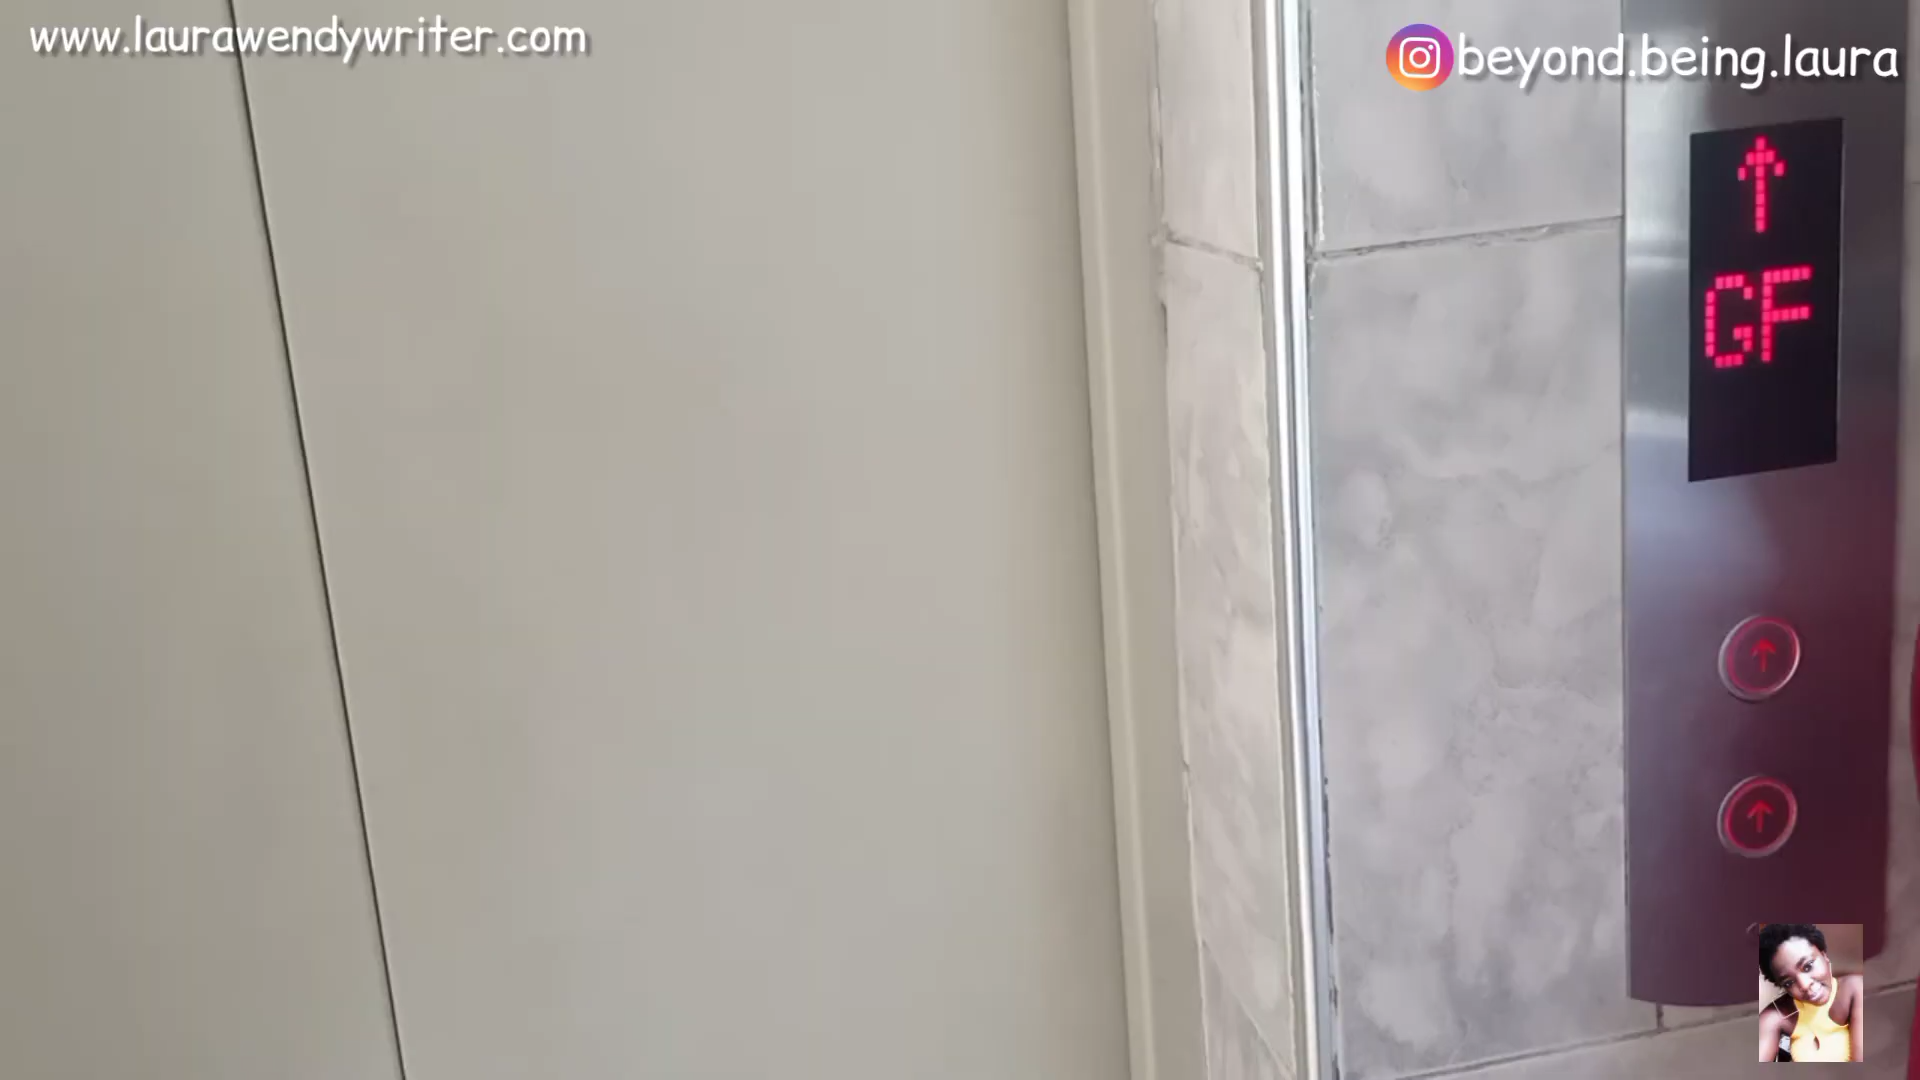 www.laurawendywriter.com
beyond.being.laura
↑
GF
↑
↑